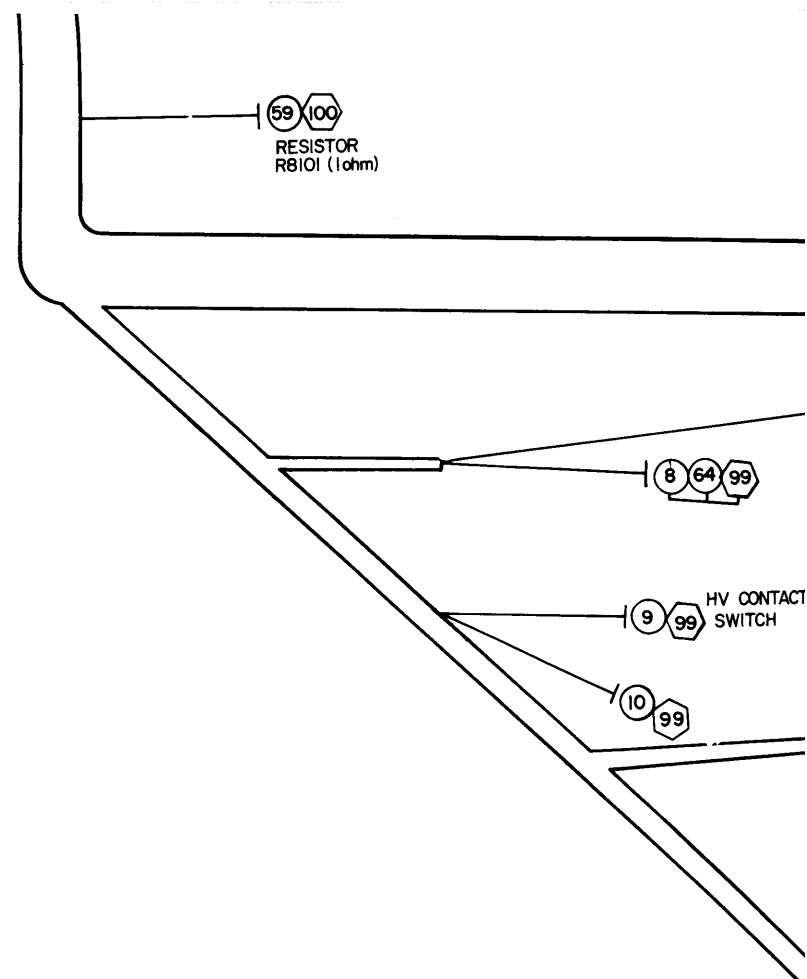 59 100
RESISTOR
R8101 (1ohm)
8 64 99
9 99 HV CONTACT
SWITCH
10
99